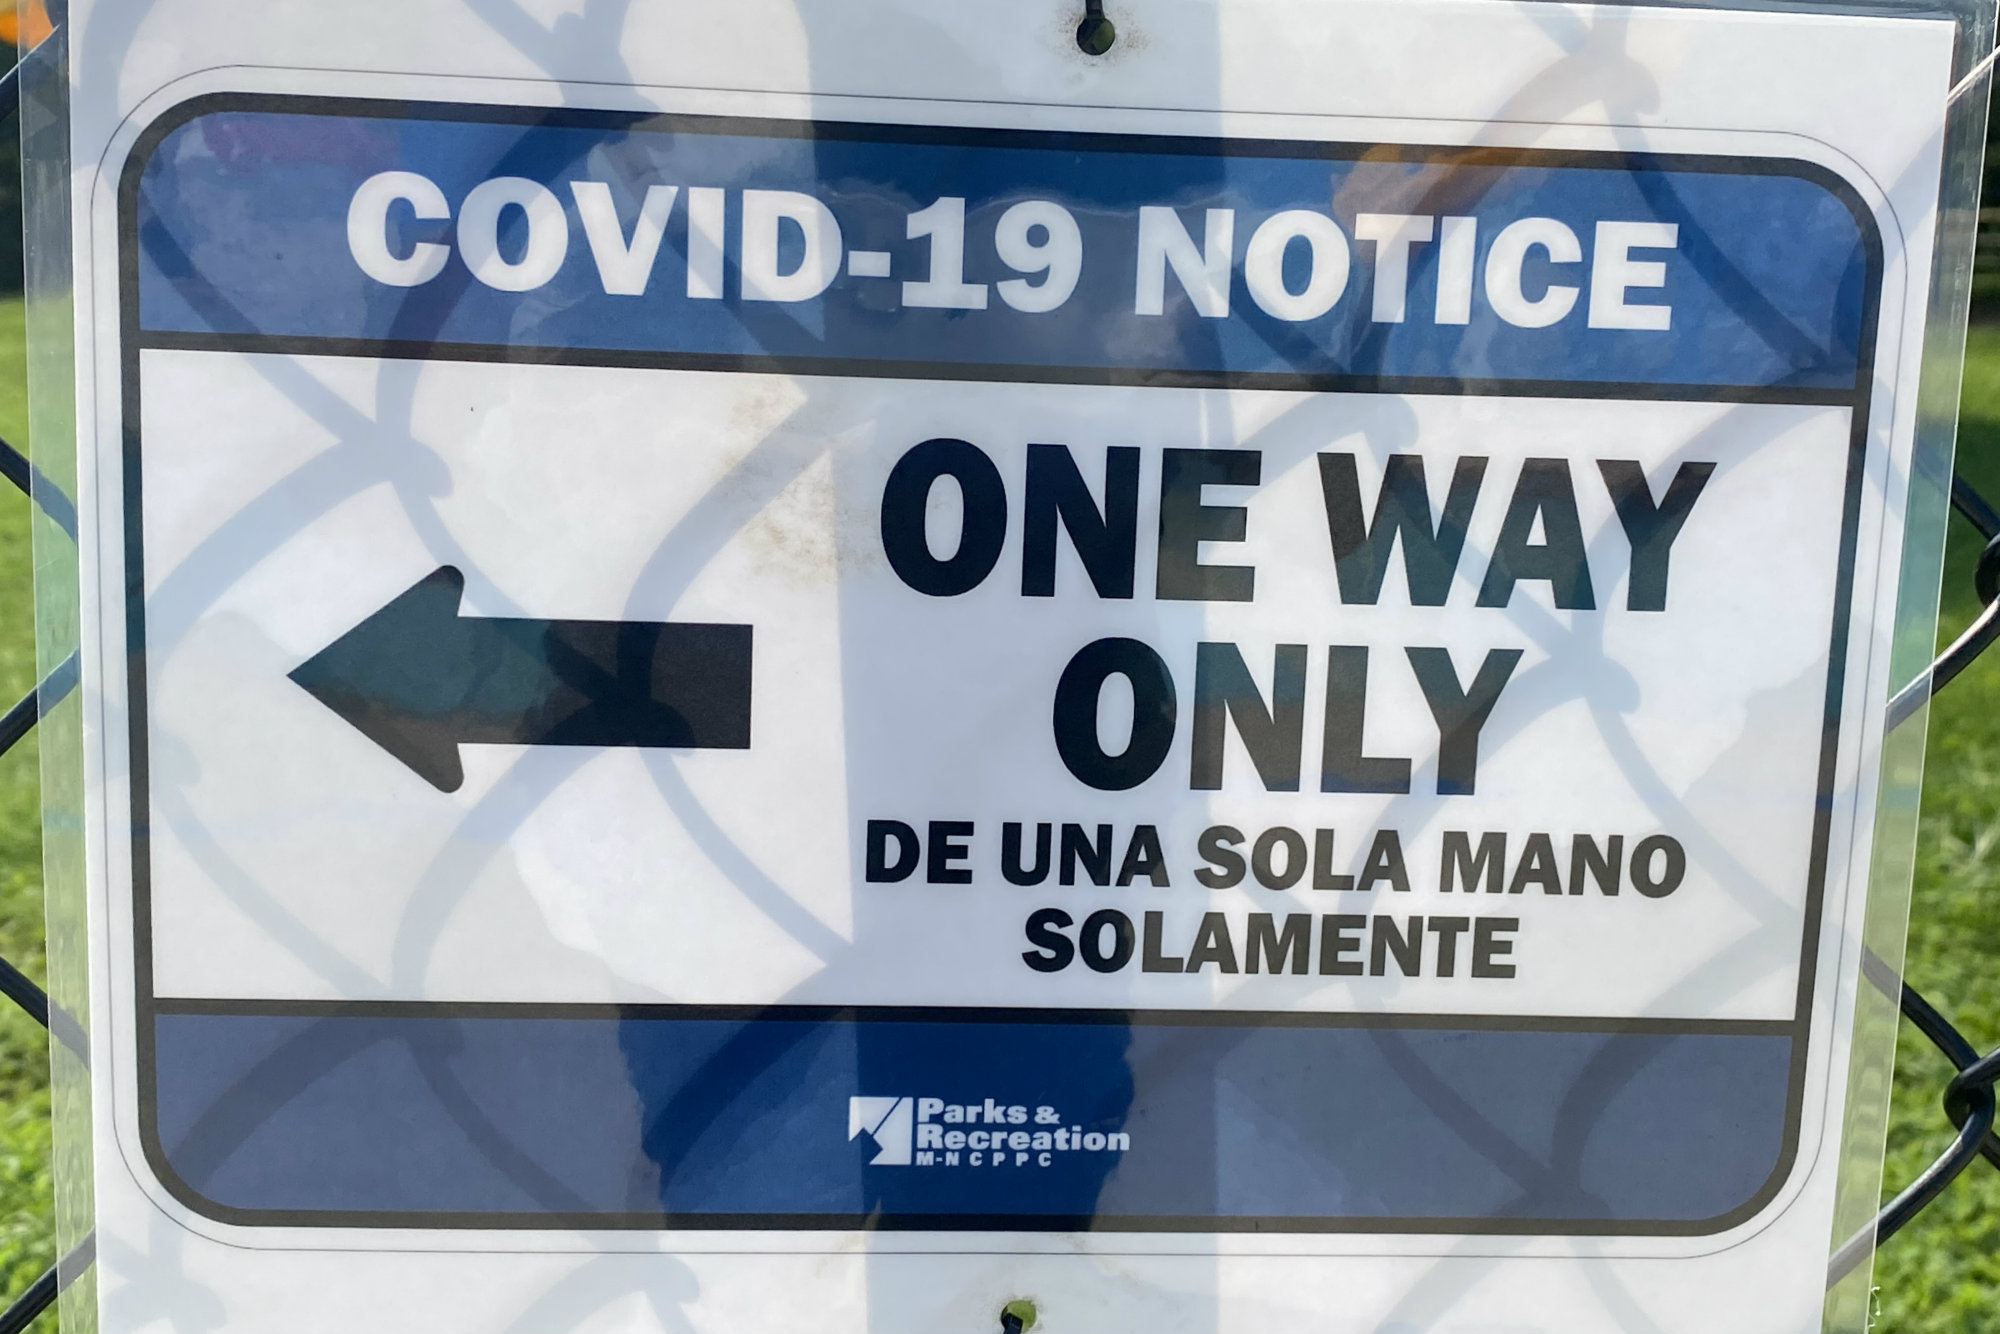 COVID-19 NOTICE
ONE WAY
ONLY
DE UNA SOLA MANO
SOLAMENTE
Parks &
Recreation
M-NCPPC